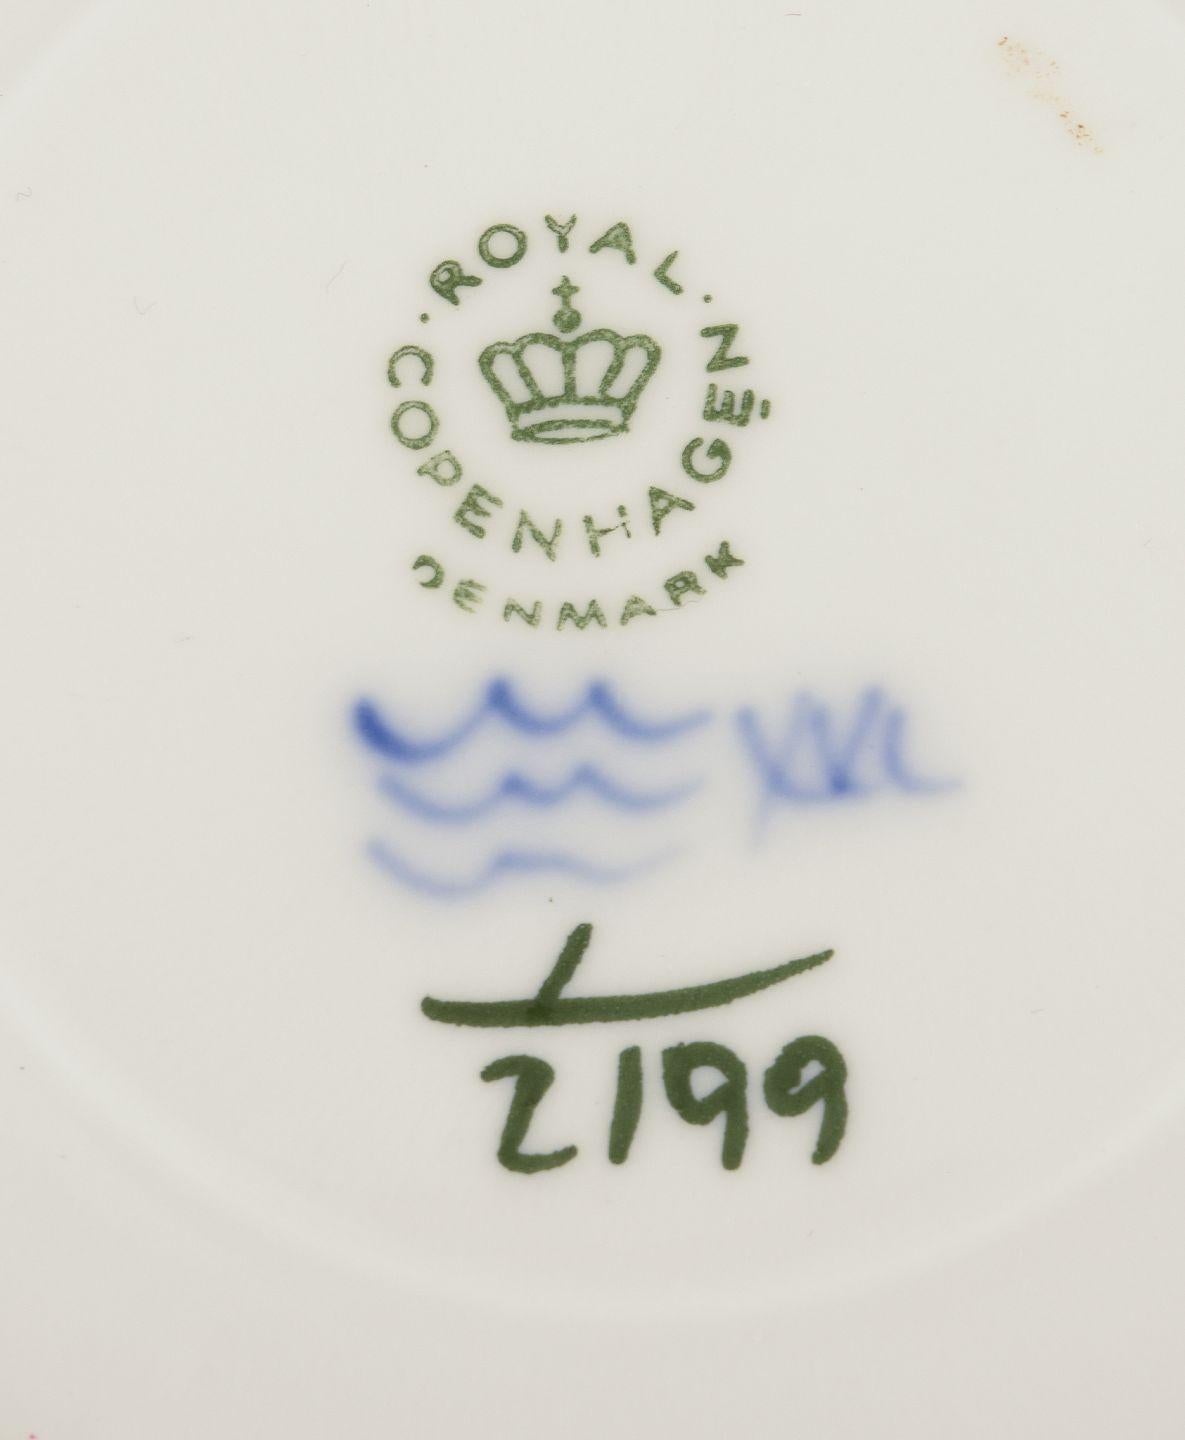 · ROYAL ·
COPENHAGEN
DENMARK
2199